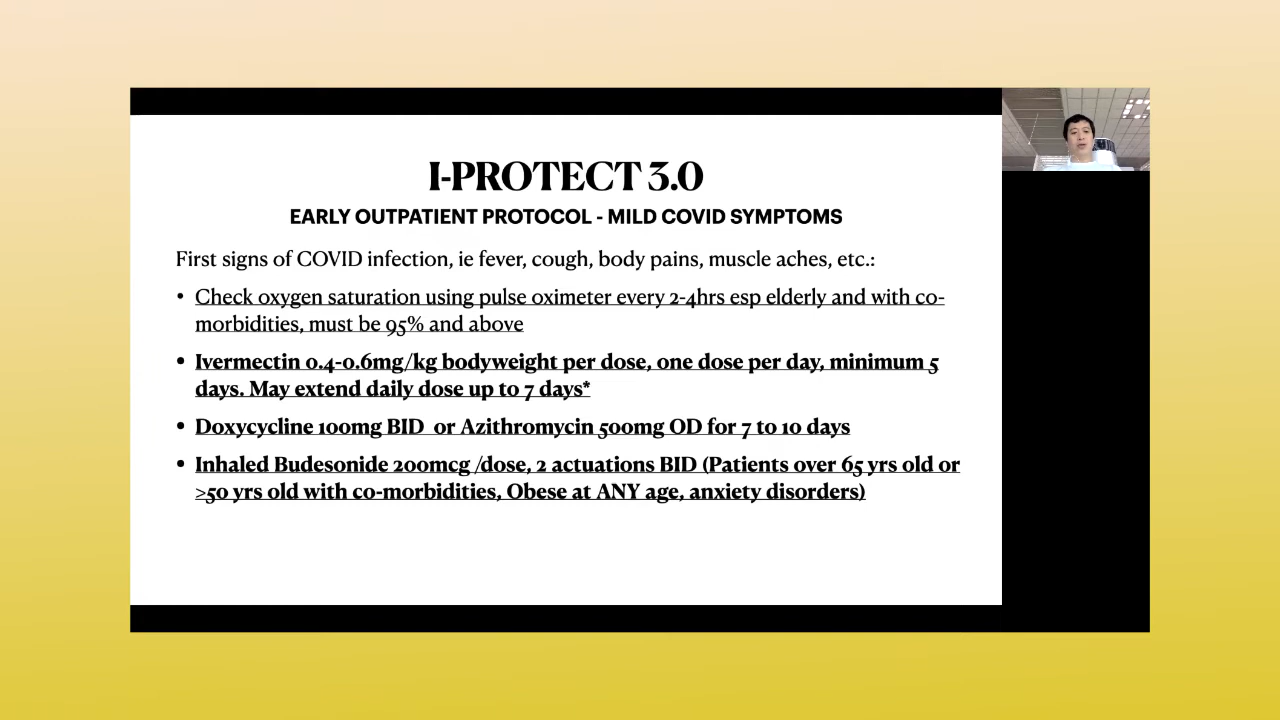 I-PROTECT 3.0
EARLY OUTPATIENT PROTOCOL - MILD COVID SYMPTOMS
First signs of COVID infection, ie fever, cough, body pains, muscle aches, etc.:
• Check oxygen saturation using pulse oximeter every 2-4hrs esp elderly and with co-
morbidities, must be 95% and above
• Ivermectin 0.4-0.6mg/kg bodyweight per dose, one dose per day, minimum 5
days. May extend daily dose up to 7 days*
• Doxycycline 100mg BID or Azithromycin 500mg OD for 7 to 10 days
• Inhaled Budesonide 200mcg /dose, 2 actuations BID (Patients over 65 yrs old or
>50 yrs old with co-morbidities, Obese at ANY age, anxiety disorders)